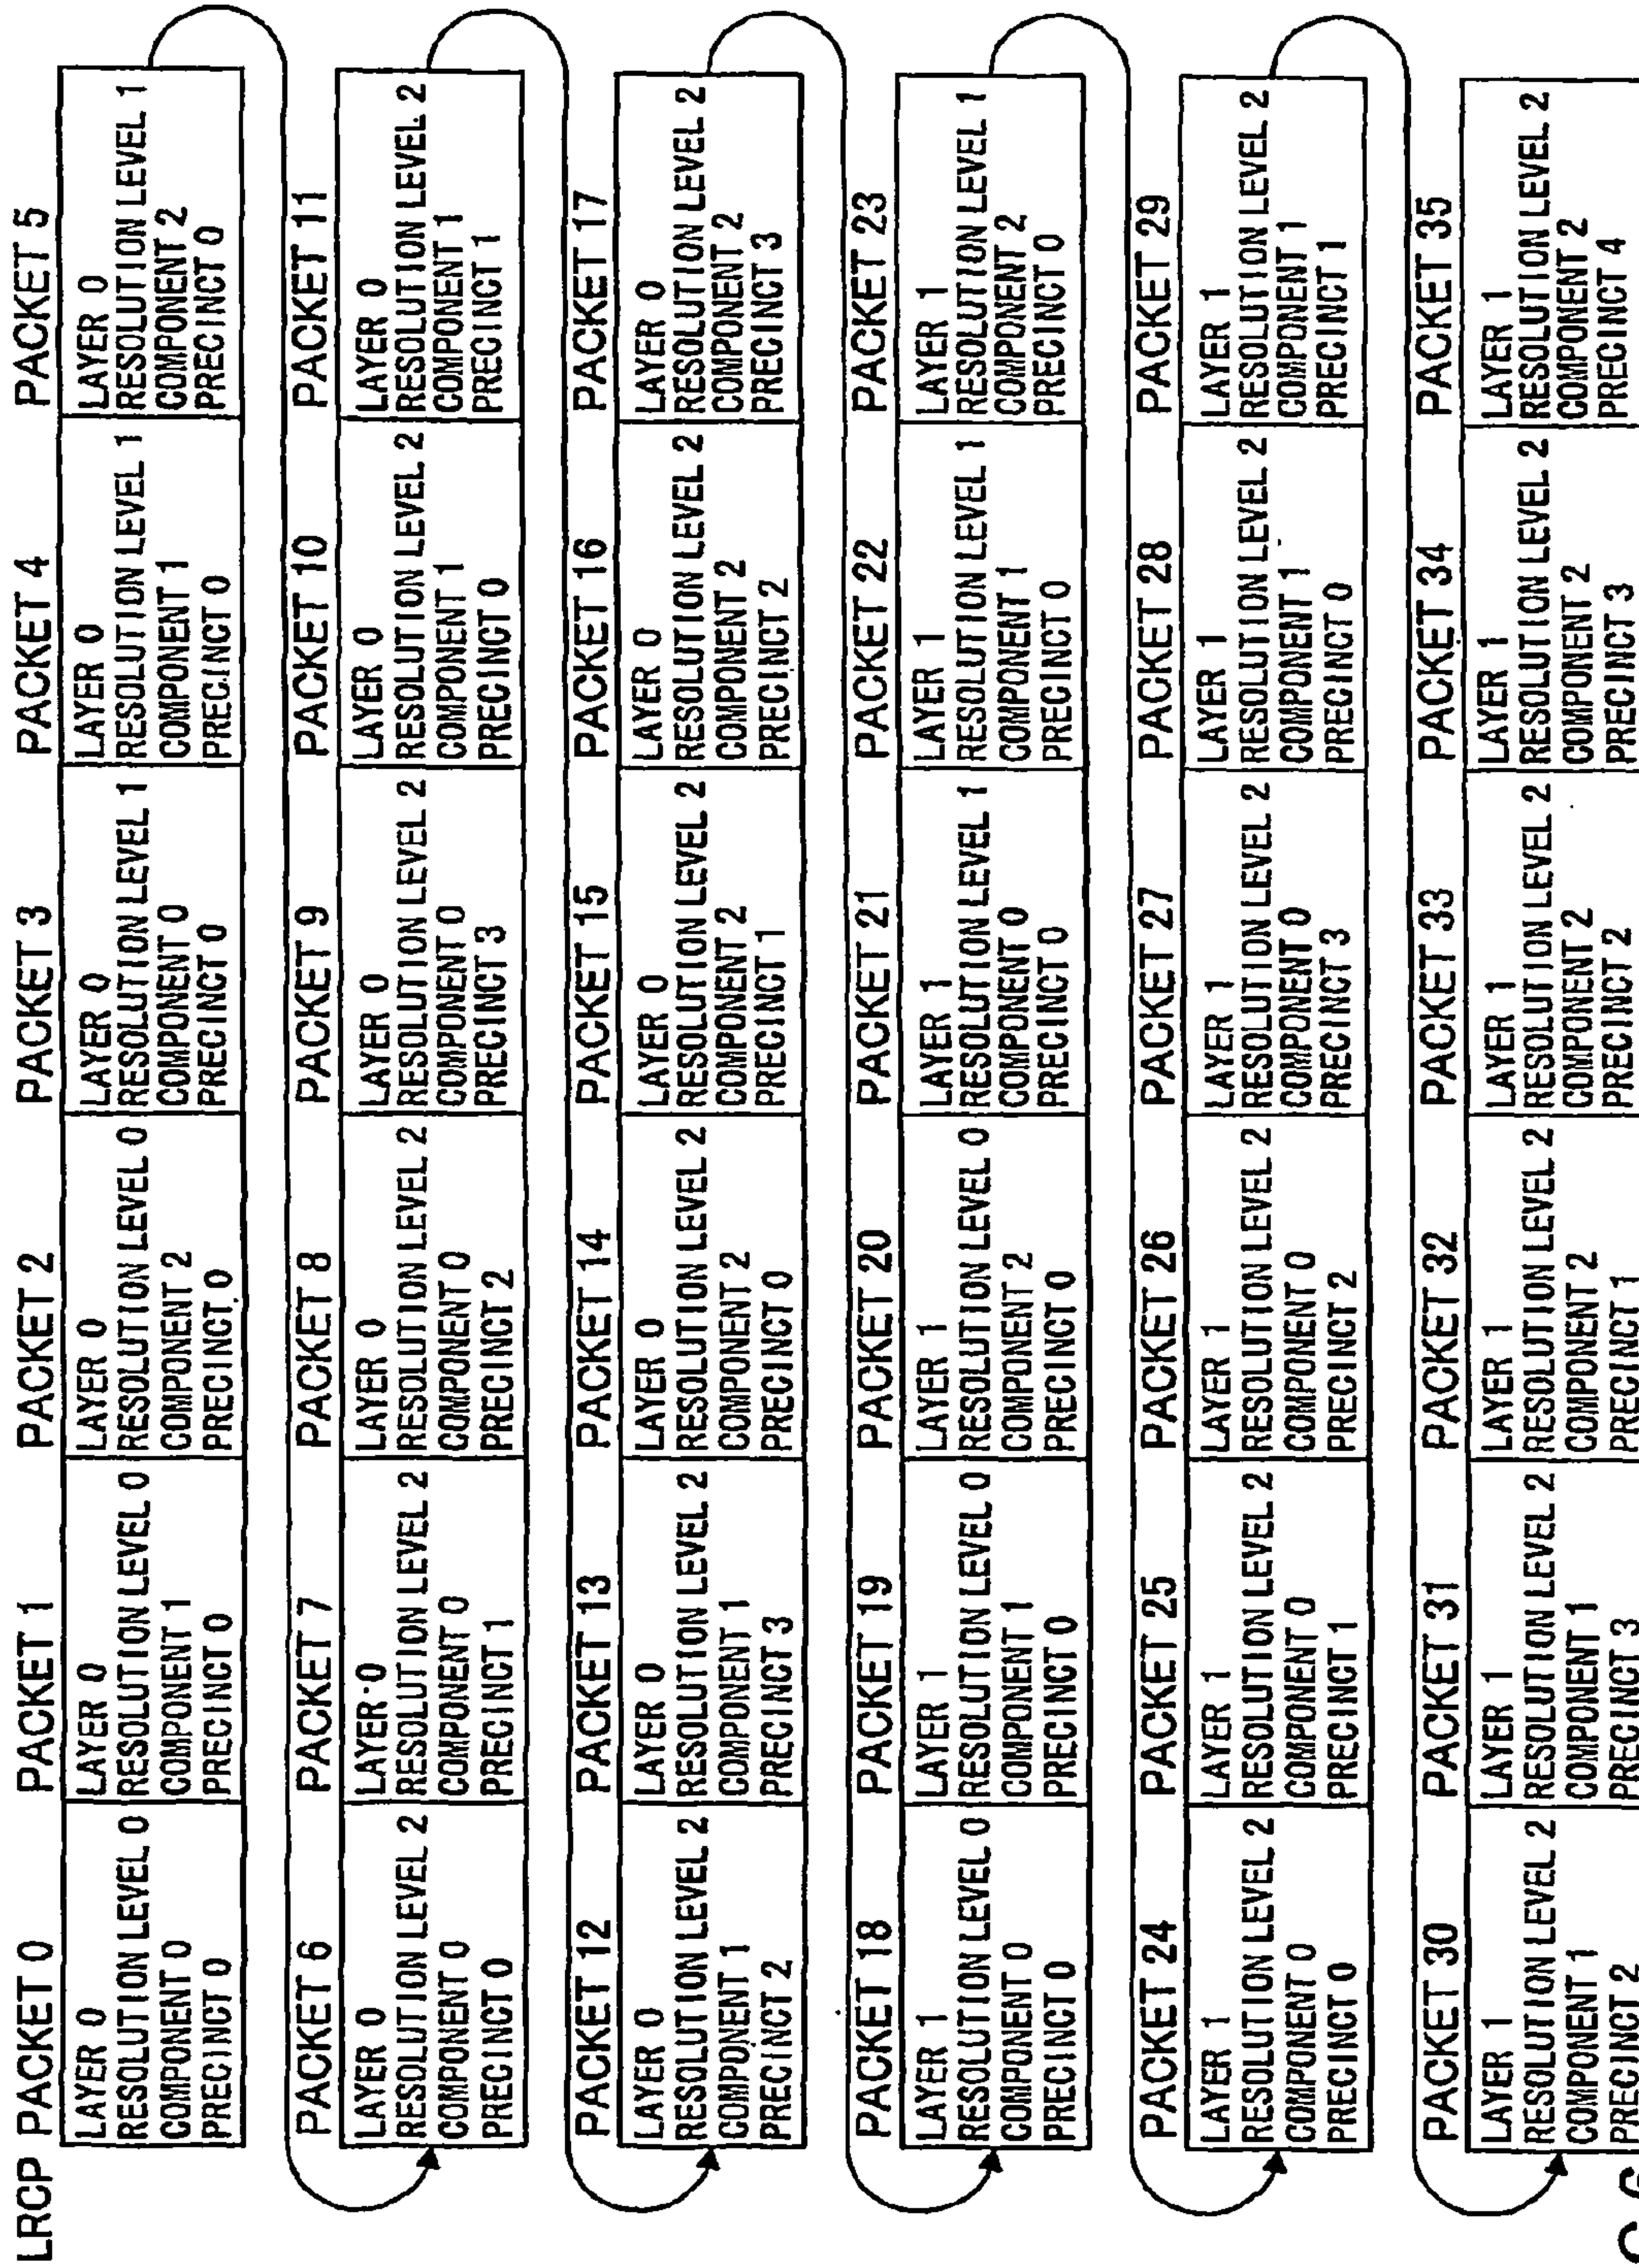 LRCP PACKET 0 PACKET 1 PACKET 2 PACKET 3 PACKET 4 PACKET 5
LAYER 0 LAYER 0 LAYER 0 LAYER 0 LAYER 0 LAYER 0
RESOLUTION LEVEL 0 RESOLUTION LEVEL 0 RESOLUTION LEVEL 0 RESOLUTION LEVEL 1 RESOLUTION LEVEL 1 RESOLUTION LEVEL 1
COMPONENT 0 COMPONENT 1 COMPONENT 2 COMPONENT 0 COMPONENT 1 COMPONENT 2
PRECINCT 0 PRECINCT 0 PRECINCT 0 PRECINCT 0 PRECINCT 0 PRECINCT 0
PACKET 6 PACKET 7 PACKET 8 PACKET 9 PACKET 10 PACKET 11
LAYER 0 LAYER 0 LAYER 0 LAYER 0 LAYER 0 LAYER 0
RESOLUTION LEVEL 2 RESOLUTION LEVEL 2 RESOLUTION LEVEL 2 RESOLUTION LEVEL 2 RESOLUTION LEVEL 2 RESOLUTION LEVEL 2
COMPONENT 0 COMPONENT 0 COMPONENT 0 COMPONENT 0 COMPONENT 1 COMPONENT 1
PRECINCT 0 PRECINCT 1 PRECINCT 2 PRECINCT 3 PRECINCT 0 PRECINCT 1
PACKET 12 PACKET 13 PACKET 14 PACKET 15 PACKET 16 PACKET 17
LAYER 0 LAYER 0 LAYER 0 LAYER 0 LAYER 0 LAYER 0
RESOLUTION LEVEL 2 RESOLUTION LEVEL 2 RESOLUTION LEVEL 2 RESOLUTION LEVEL 2 RESOLUTION LEVEL 2 RESOLUTION LEVEL 2
COMPONENT 1 COMPONENT 1 COMPONENT 2 COMPONENT 2 COMPONENT 2 COMPONENT 2
PRECINCT 2 PRECINCT 3 PRECINCT 0 PRECINCT 1 PRECINCT 2 PRECINCT 3
PACKET 18 PACKET 19 PACKET 20 PACKET 21 PACKET 22 PACKET 23
LAYER 1 LAYER 1 LAYER 1 LAYER 1 LAYER 1 LAYER 1
RESOLUTION LEVEL 0 RESOLUTION LEVEL 0 RESOLUTION LEVEL 0 RESOLUTION LEVEL 1 RESOLUTION LEVEL 1 RESOLUTION LEVEL 1
COMPONENT 0 COMPONENT 1 COMPONENT 2 COMPONENT 0 COMPONENT 1 COMPONENT 2
PRECINCT 0 PRECINCT 0 PRECINCT 0 PRECINCT 0 PRECINCT 0 PRECINCT 0
PACKET 24 PACKET 25 PACKET 26 PACKET 27 PACKET 28 PACKET 29
LAYER 1 LAYER 1 LAYER 1 LAYER 1 LAYER 1 LAYER 1
RESOLUTION LEVEL 2 RESOLUTION LEVEL 2 RESOLUTION LEVEL 2 RESOLUTION LEVEL 2 RESOLUTION LEVEL 2 RESOLUTION LEVEL 2
COMPONENT 0 COMPONENT 0 COMPONENT 0 COMPONENT 0 COMPONENT 1 COMPONENT 1
PRECINCT 0 PRECINCT 1 PRECINCT 2 PRECINCT 3 PRECINCT 0 PRECINCT 1
PACKET 30 PACKET 31 PACKET 32 PACKET 33 PACKET 34 PACKET 35
LAYER 1 LAYER 1 LAYER 1 LAYER 1 LAYER 1 LAYER 1
RESOLUTION LEVEL 2 RESOLUTION LEVEL 2 RESOLUTION LEVEL 2 RESOLUTION LEVEL 2 RESOLUTION LEVEL 2 RESOLUTION LEVEL 2
COMPONENT 1 COMPONENT 1 COMPONENT 2 COMPONENT 2 COMPONENT 2 COMPONENT 2
PRECINCT 2 PRECINCT 3 PRECINCT 1 PRECINCT 2 PRECINCT 3 PRECINCT 4